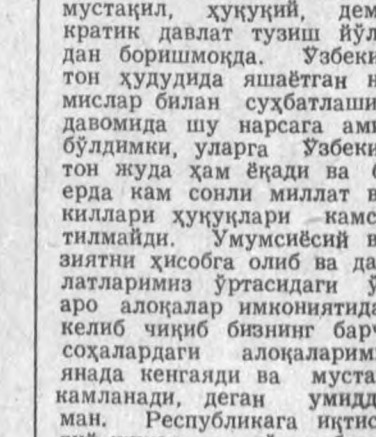 мустақил, ҳуқуқий, дем
кратик давлат тузиш йўл
дан боришмоқда. Ўзбеки
тон ҳудудида яшаётган н
мислар билан суҳбатлаши
давомида шу нарсага ами
бўлдимки, уларга Ўзбеки
тон жуда ҳам ёқади ва б
ерда кам сонли миллат в
киллари ҳуқуқлари камс
тилмайди. Умумсиёсий в
зиятни ҳисобга олиб ва да
латларимиз ўртасидаги ў
аро алоқалар имкониятида
келиб чиқиб бизнинг барч
соҳалардаги алоқаларим
янада кенгаяди ва муста
камланади, деган умидд
ман. Республикага иқтис